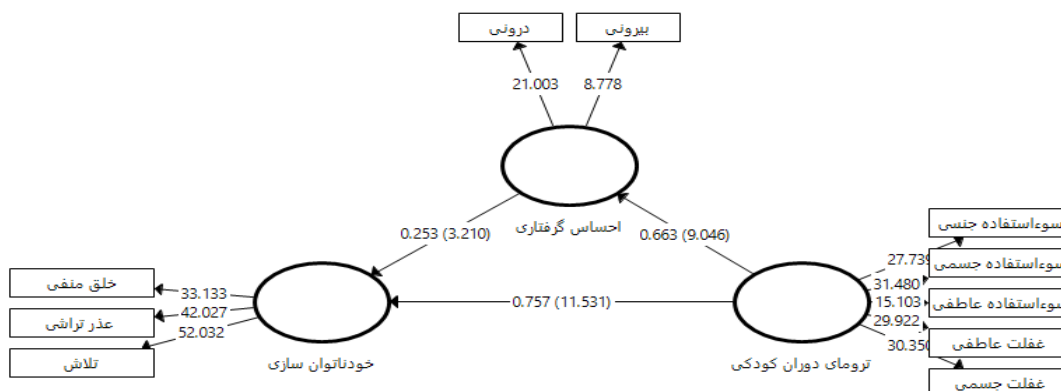 درونی
بیرونی
21.003
8.778
احساس گرفتاری
0.253 (3.210)
0.663 (9.046)
سوءاستفاده جنسی
سوءاستفاده جسمی
سوءاستفاده عاطفی
غفلت عاطفی
غفلت جسمی
27.739
31.480
15.103
29.922
30.350
خلق منفی
عذر تراشی
تلاش
33.133
42.027
52.032
0.757 (11.531)
خودناتوان سازی
ترومای دوران کودکی